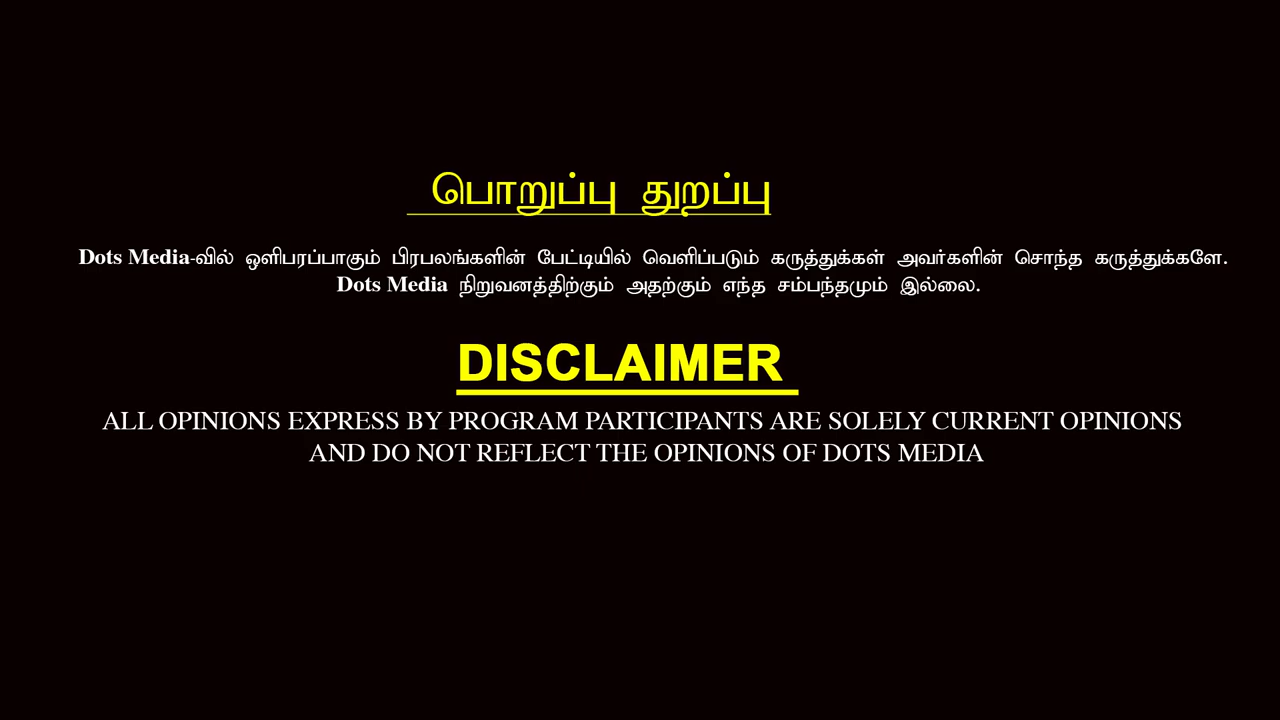 பொறுப்பு துறப்பு
Dots Media-வில் ஒளிபரப்பாகும் பிரபலங்களின் பேட்டியில் வெளிப்படும் கருத்துக்கள் அவர்களின் சொந்த கருத்துக்களே.
Dots Media நிறுவனத்திற்கும் அதற்கும் எந்த சம்பந்தமும் இல்லை.
DISCLAIMER
ALL OPINIONS EXPRESS BY PROGRAM PARTICIPANTS ARE SOLELY CURRENT OPINIONS
AND DO NOT REFLECT THE OPINIONS OF DOTS MEDIA